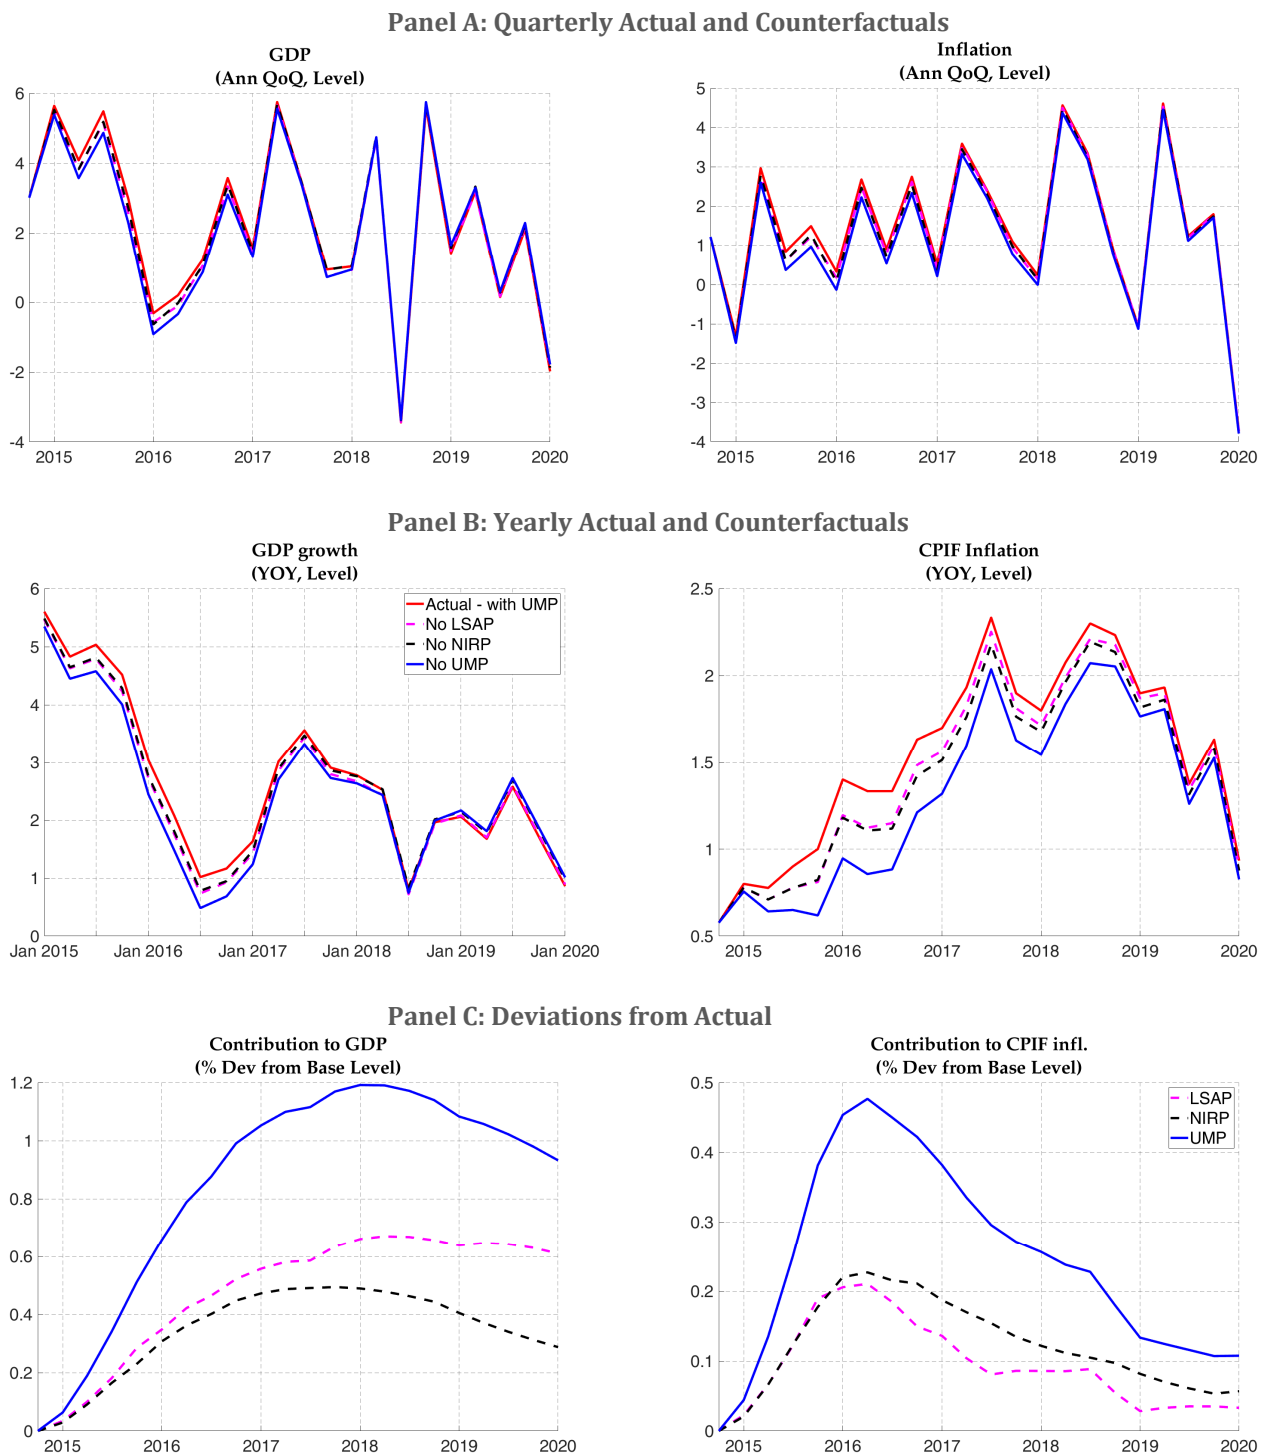 Panel A: Quarterly Actual and Counterfactuals
GDP
(Ann QoQ, Level)
6
4
2
0
-2
-4
2015 2016 2017 2018 2019 2020
Inflation
(Ann QoQ, Level)
5
4
3
2
1
0
-1
-2
-3
-4
2015 2016 2017 2018 2019 2020
Panel B: Yearly Actual and Counterfactuals
GDP growth
(YOY, Level)
6
5
4
3
2
1
0
Actual - with UMP
No LSAP
No NIRP
No UMP
Jan 2015 Jan 2016 Jan 2017 Jan 2018 Jan 2019 Jan 2020
CPIF Inflation
(YOY, Level)
2.5
2
1.5
1
0.5
2015 2016 2017 2018 2019 2020
Panel C: Deviations from Actual
Contribution to GDP
(% Dev from Base Level)
1.2
1
0.8
0.6
0.4
0.2
0
2015 2016 2017 2018 2019 2020
Contribution to CPIF infl.
(% Dev from Base Level)
0.5
0.4
0.3
0.2
0.1
0
LSAP
NIRP
UMP
2015 2016 2017 2018 2019 2020